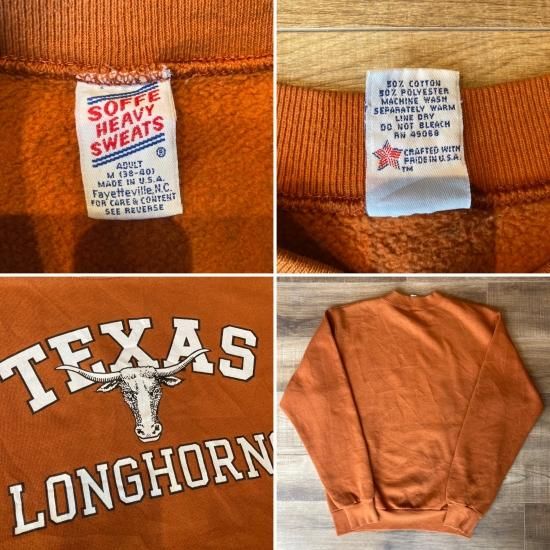 SOFFE
HEAVY
SWEATS
®
ADULT
M (38-40)
MADE IN U.S.A.
Fayetteville, N.C.
FOR CARE & CONTENT
SEE REVERSE
50% COTTON
50% POLYESTER
MACHINE WASH
SEPARATELY WARM
LINE DRY
DO NOT BLEACH
RN 49068
CRAFTED WITH
PRIDE IN U.S.A.
TM
TEXAS
LONGHORNS